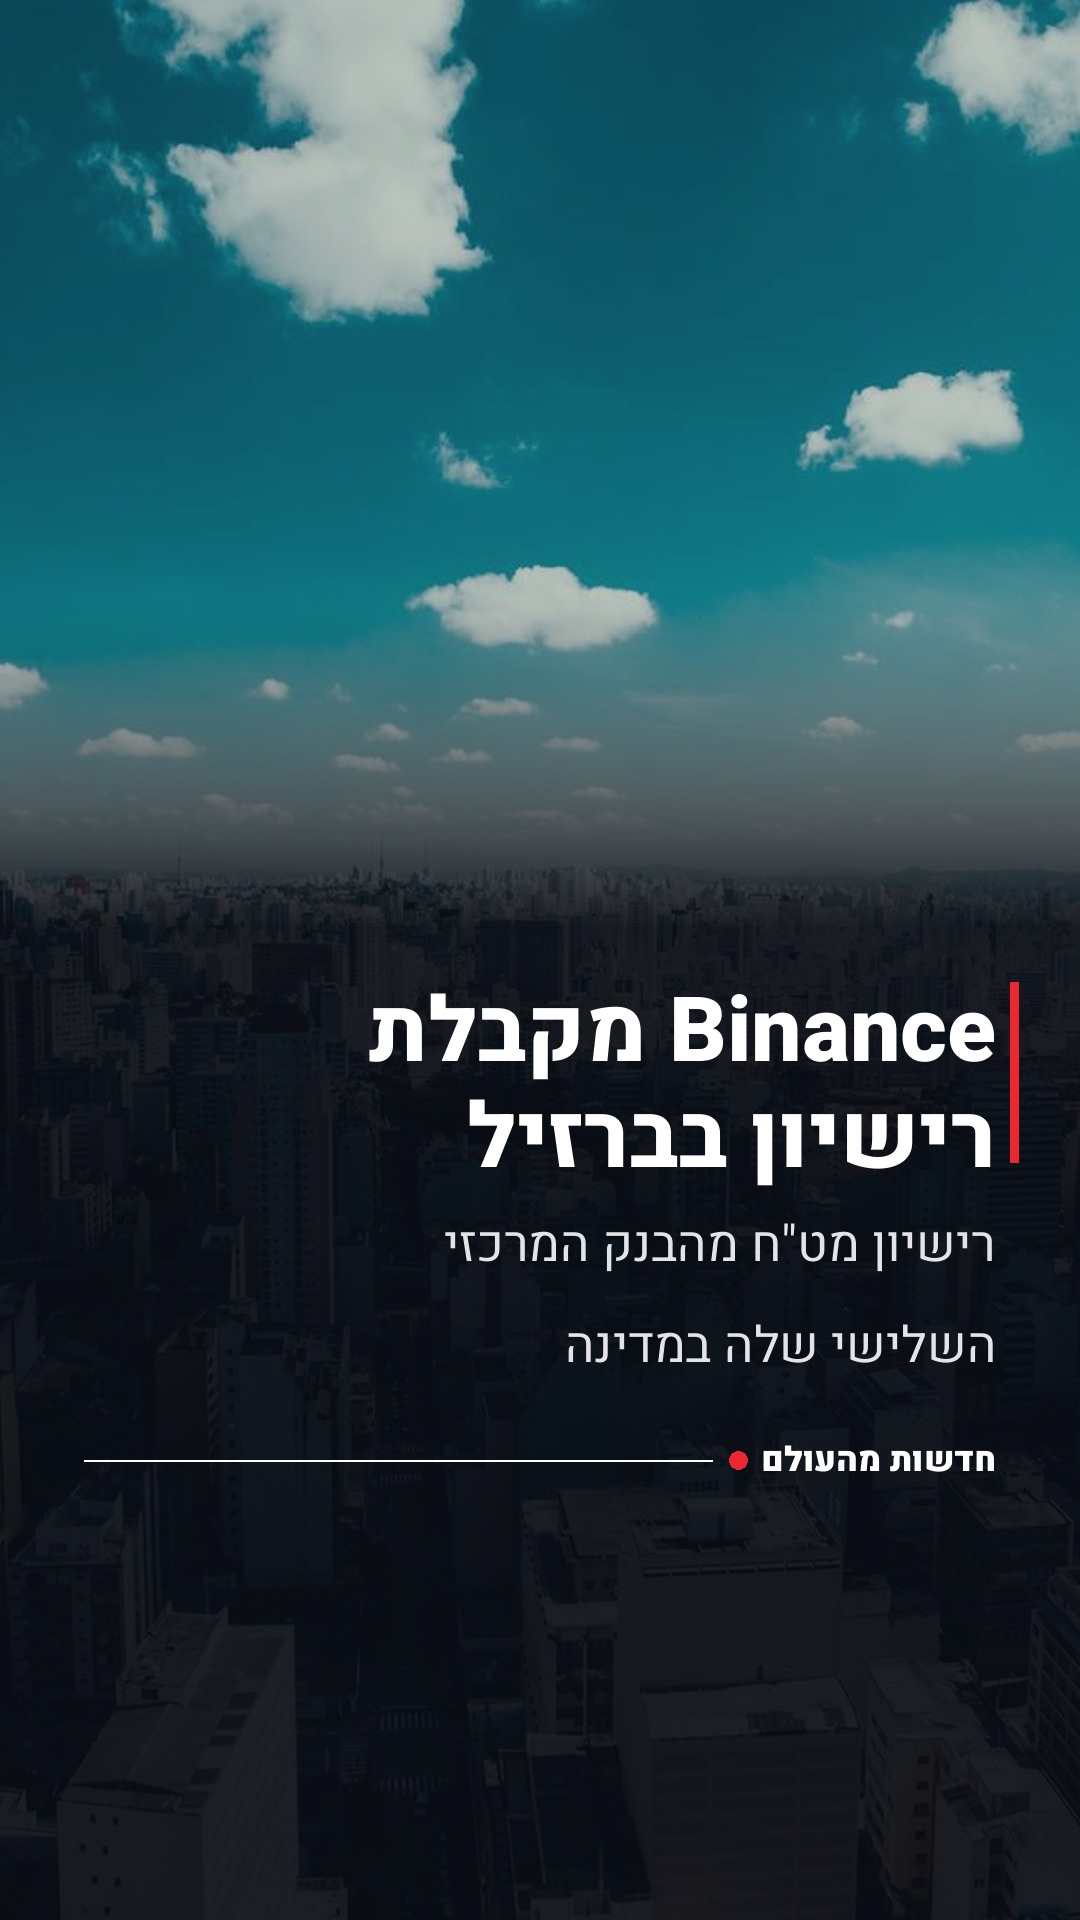 Binance מקבלת
רישיון בברזיל
רישיון מט"ח מהבנק המרכזי
השלישי שלה במדינה
חדשות מהעולם